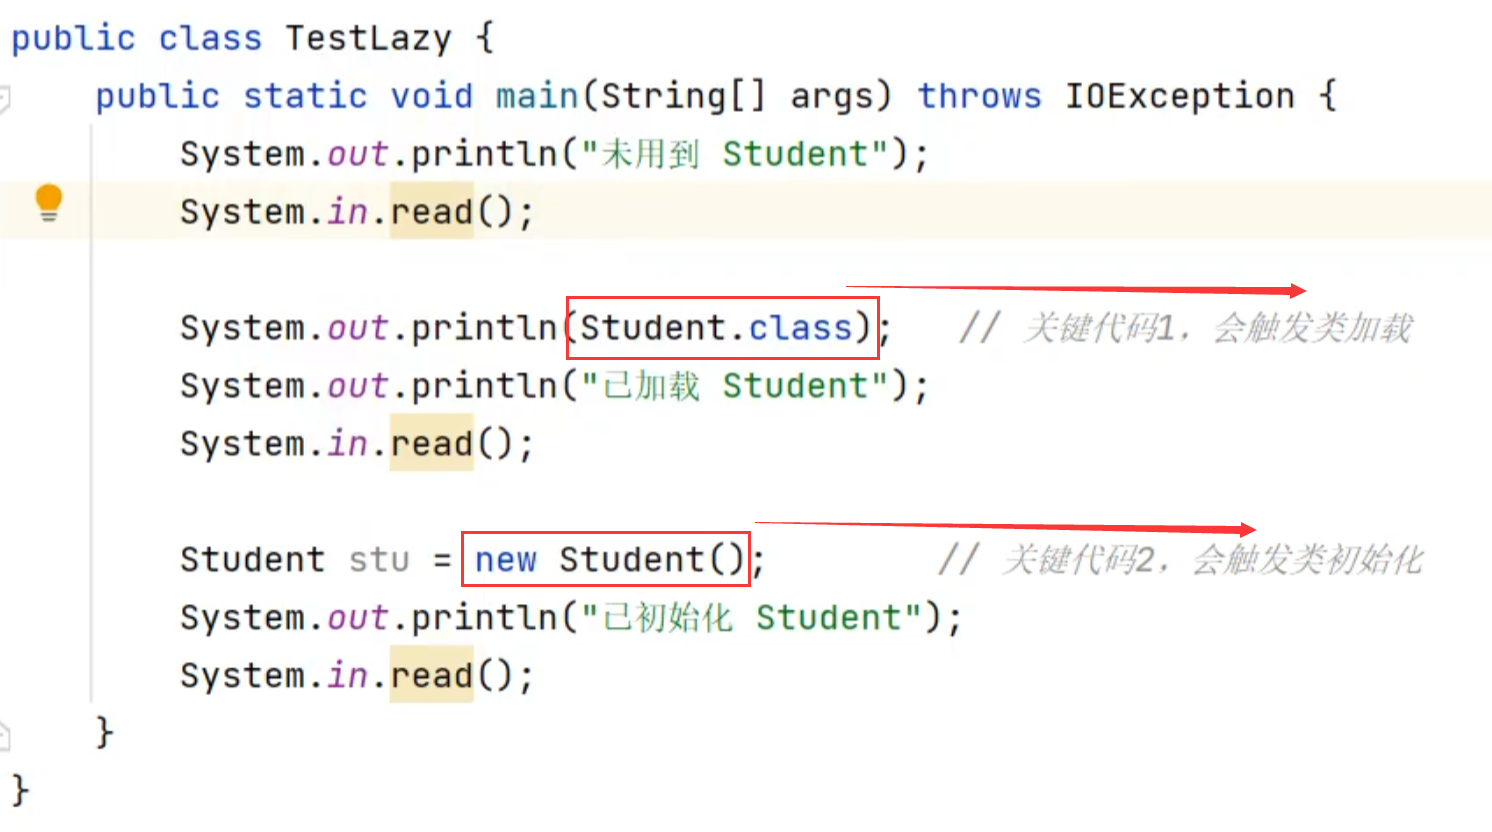 public class TestLazy {
public static void main(String[] args) throws IOException {
System.out.println("未用到 Student");
System.in.read();
System.out.println(Student.class); // 关键代码1，会触发类加载
System.out.println("已加载 Student");
System.in.read();
Student stu = new Student(); // 关键代码2，会触发类初始化
System.out.println("已初始化 Student");
System.in.read();
}
}